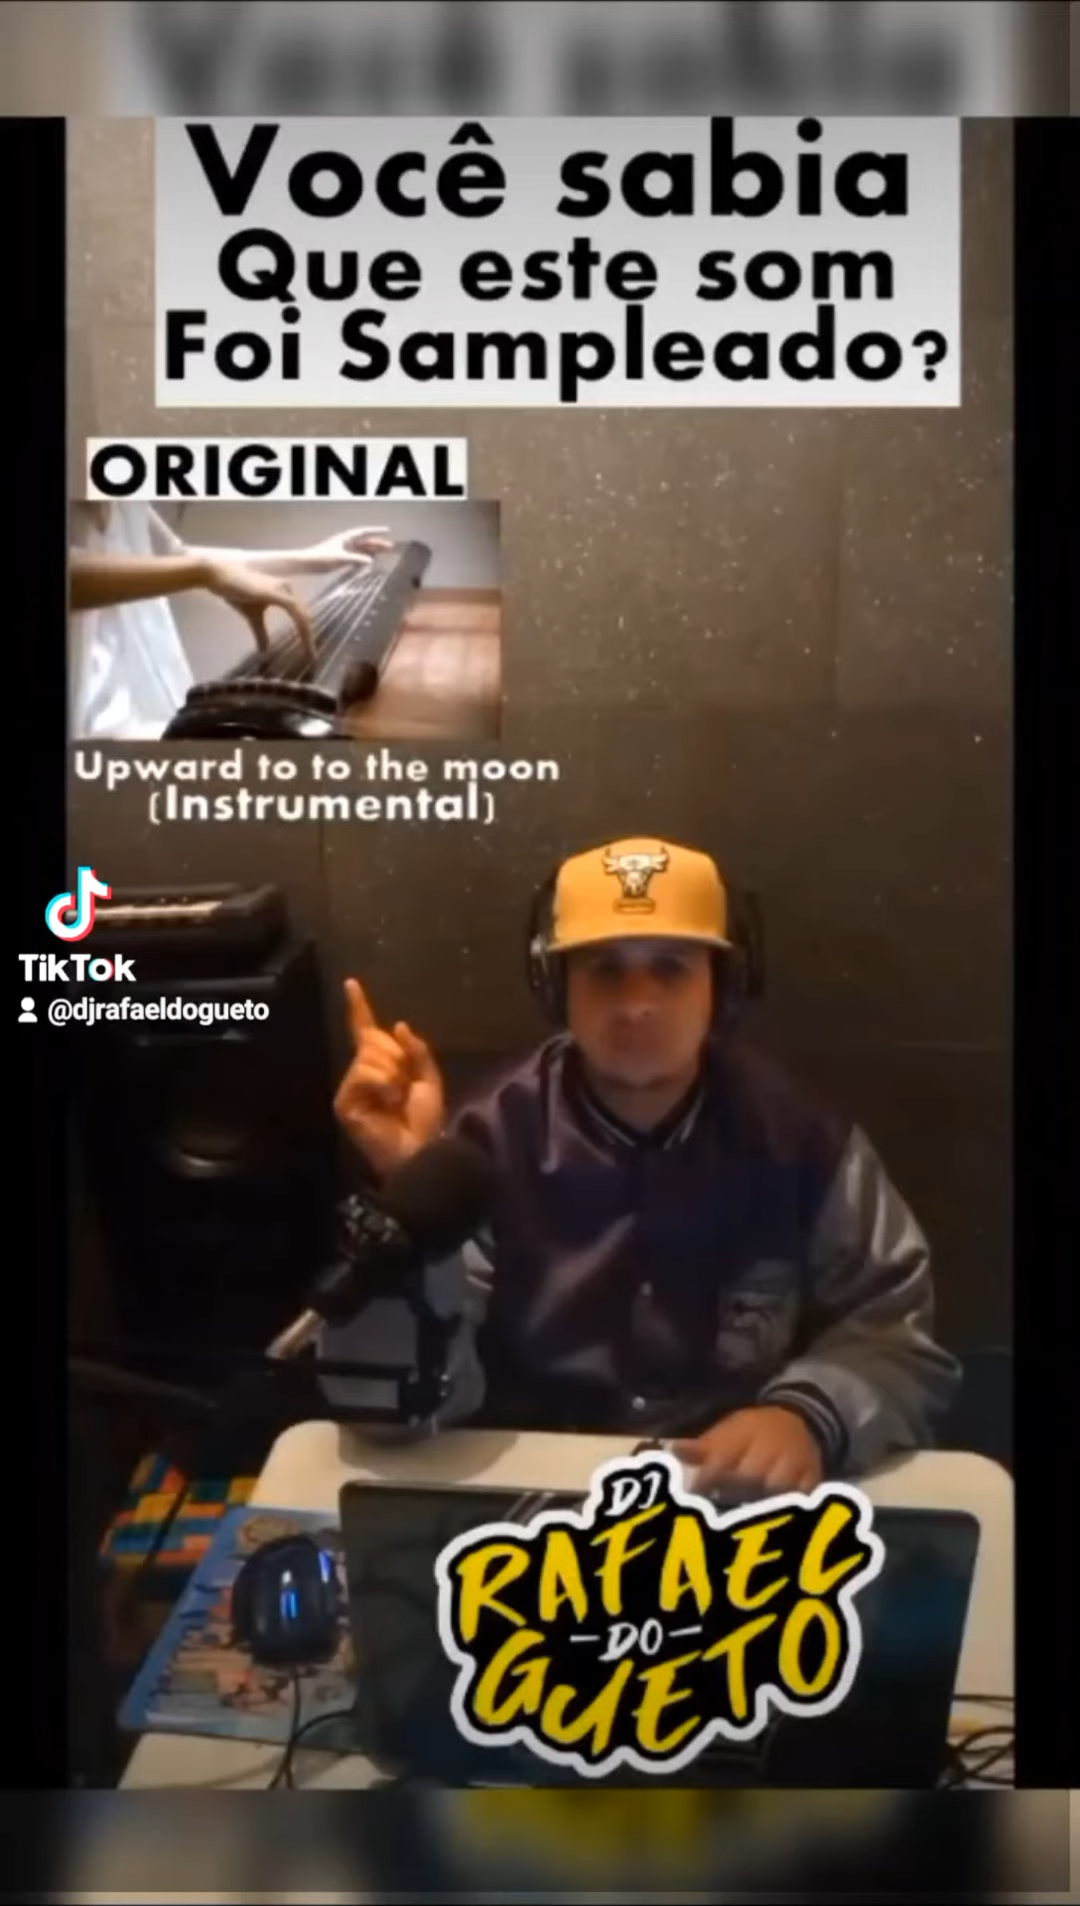 Você sabia
Que este som
Foi Sampleado?
ORIGINAL
Upward to to the moon
(Instrumental)
TikTok
@djrafaeldogueto
DJ
RAFAEL
-DO-
GUETO